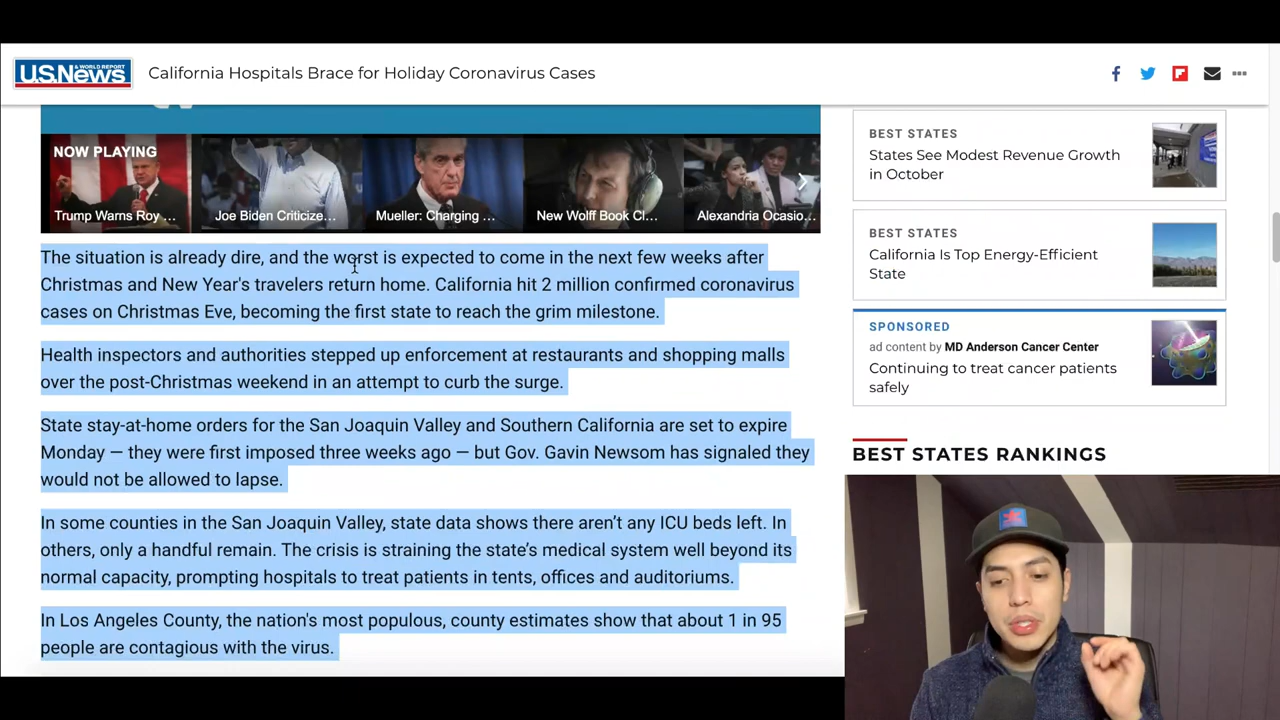 U.S.News & WORLD REPORT
California Hospitals Brace for Holiday Coronavirus Cases
NOW PLAYING
Trump Warns Roy ...
Joe Biden Criticize...
Mueller: Charging ...
New Wolff Book Cl...
Alexandria Ocasio...
The situation is already dire, and the worst is expected to come in the next few weeks after
Christmas and New Year's travelers return home. California hit 2 million confirmed coronavirus
cases on Christmas Eve, becoming the first state to reach the grim milestone.
Health inspectors and authorities stepped up enforcement at restaurants and shopping malls
over the post-Christmas weekend in an attempt to curb the surge.
State stay-at-home orders for the San Joaquin Valley and Southern California are set to expire
Monday — they were first imposed three weeks ago — but Gov. Gavin Newsom has signaled they
would not be allowed to lapse.
In some counties in the San Joaquin Valley, state data shows there aren’t any ICU beds left. In
others, only a handful remain. The crisis is straining the state’s medical system well beyond its
normal capacity, prompting hospitals to treat patients in tents, offices and auditoriums.
In Los Angeles County, the nation's most populous, county estimates show that about 1 in 95
people are contagious with the virus.
BEST STATES
States See Modest Revenue Growth
in October
BEST STATES
California Is Top Energy-Efficient
State
SPONSORED
ad content by MD Anderson Cancer Center
Continuing to treat cancer patients
safely
BEST STATES RANKINGS